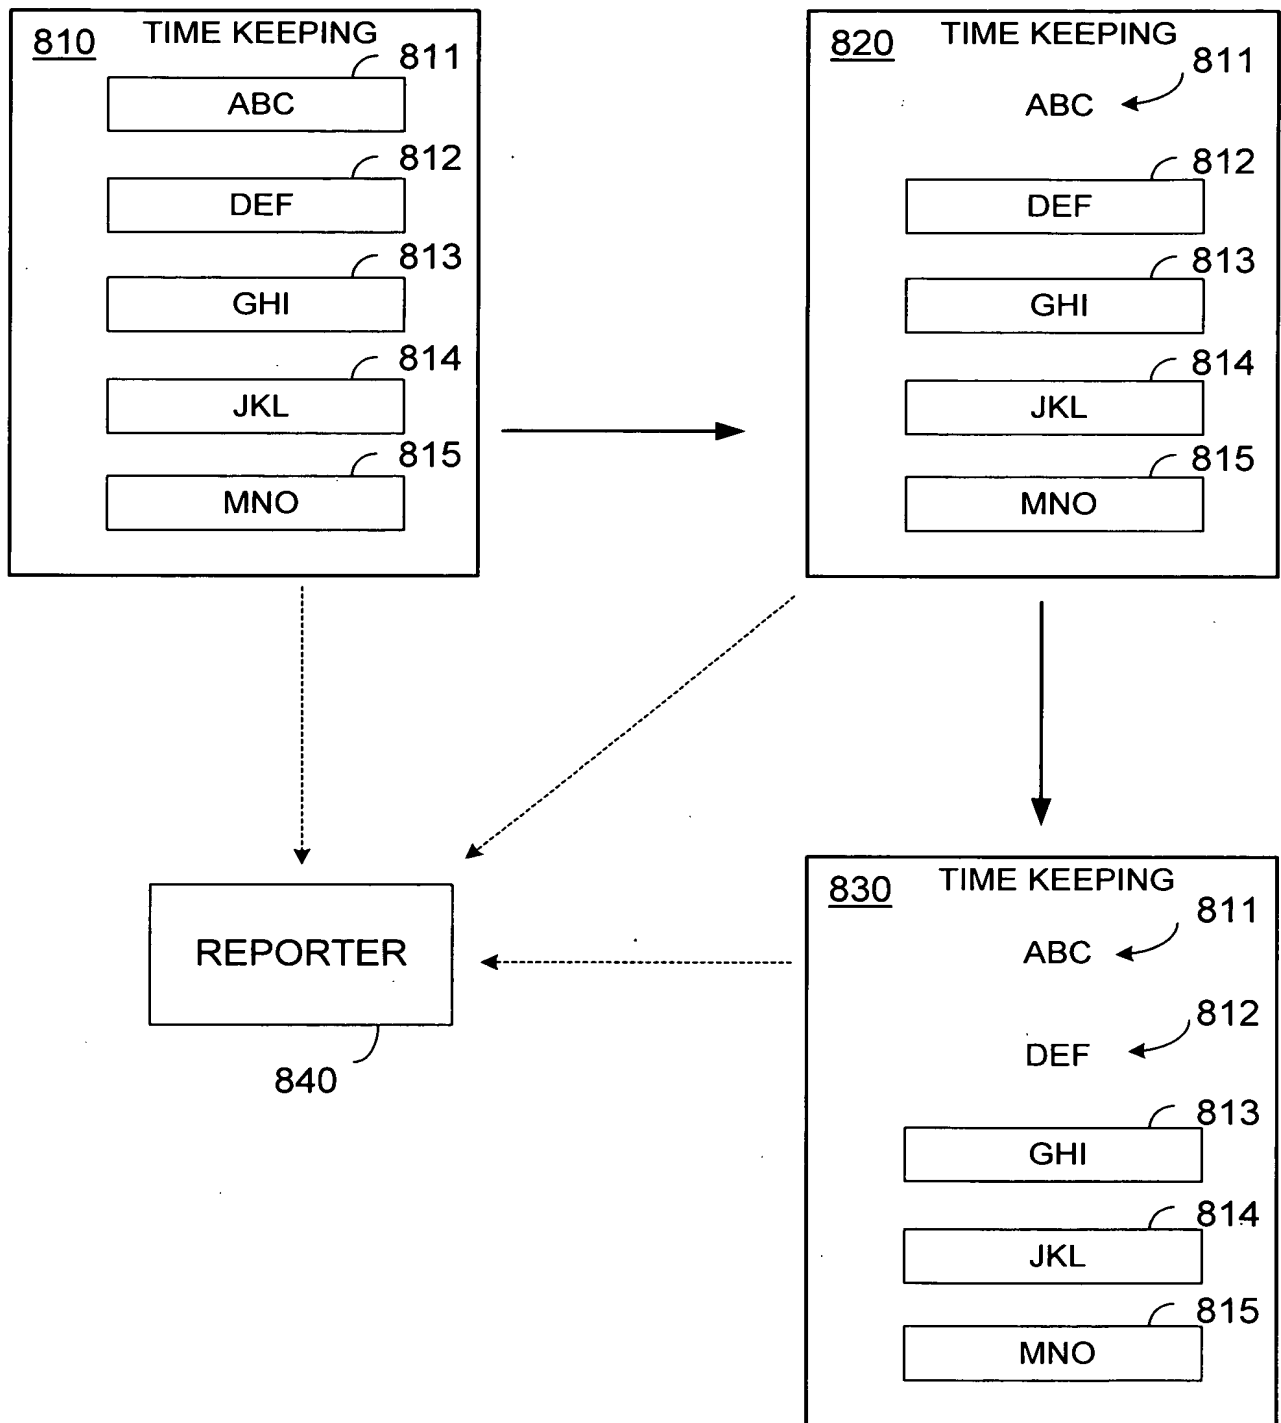 810 TIME KEEPING
811
ABC
812
DEF
813
GHI
814
JKL
815
MNO
820 TIME KEEPING
811
ABC
812
DEF
813
GHI
814
JKL
815
MNO
REPORTER
840
830 TIME KEEPING
811
ABC
812
DEF
813
GHI
814
JKL
815
MNO